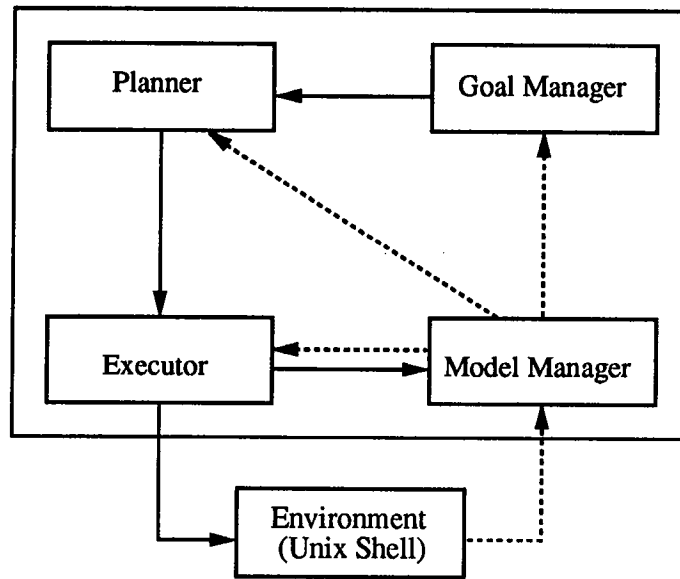 Planner
Goal Manager
Executor
Model Manager
Environment
(Unix Shell)